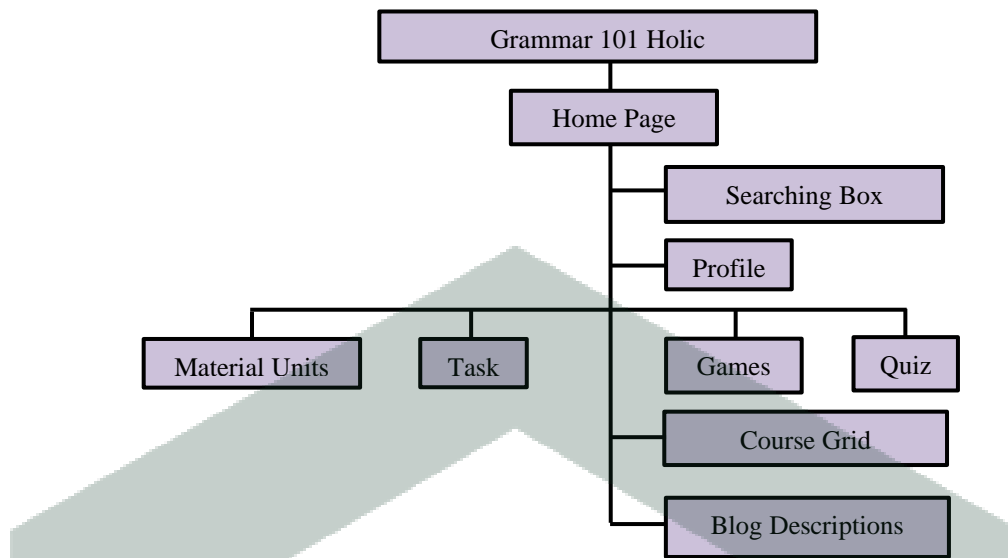 Grammar 101 Holic
Home Page
Searching Box
Profile
Material Units
Task
Games
Quiz
Course Grid
Blog Descriptions